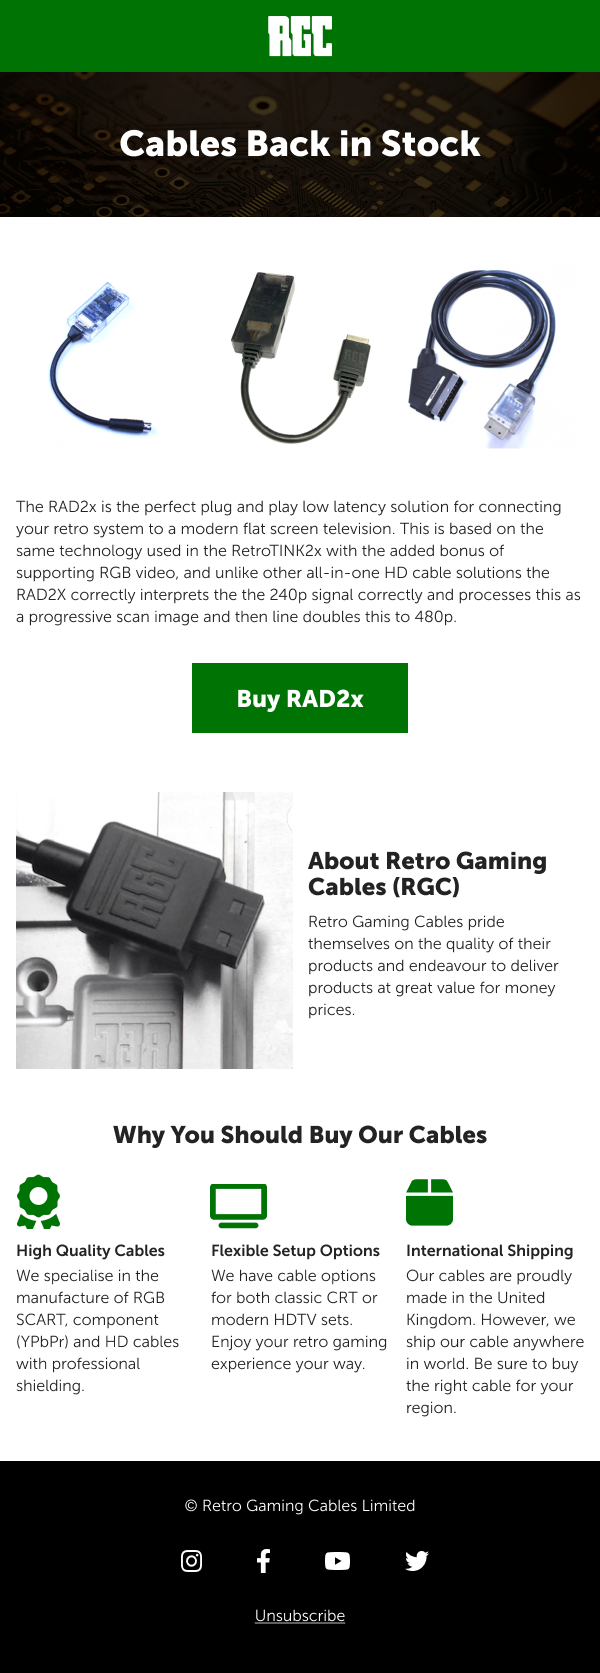 RGC
Cables Back in Stock
RGC
The RAD2x is the perfect plug and play low latency solution for connecting
your retro system to a modern flat screen television. This is based on the
same technology used in the RetroTINK2x with the added bonus of
supporting RGB video, and unlike other all-in-one HD cable solutions the
RAD2X correctly interprets the the 240p signal correctly and processes this as
a progressive scan image and then line doubles this to 480p.
Buy RAD2x
RGC
About Retro Gaming
Cables (RGC)
Retro Gaming Cables pride
themselves on the quality of their
products and endeavour to deliver
products at great value for money
prices.
Why You Should Buy Our Cables
High Quality Cables
We specialise in the
manufacture of RGB
SCART, component
(YPbPr) and HD cables
with professional
shielding.
Flexible Setup Options
We have cable options
for both classic CRT or
modern HDTV sets.
Enjoy your retro gaming
experience your way.
International Shipping
Our cables are proudly
made in the United
Kingdom. However, we
ship our cable anywhere
in world. Be sure to buy
the right cable for your
region.
© Retro Gaming Cables Limited
Unsubscribe